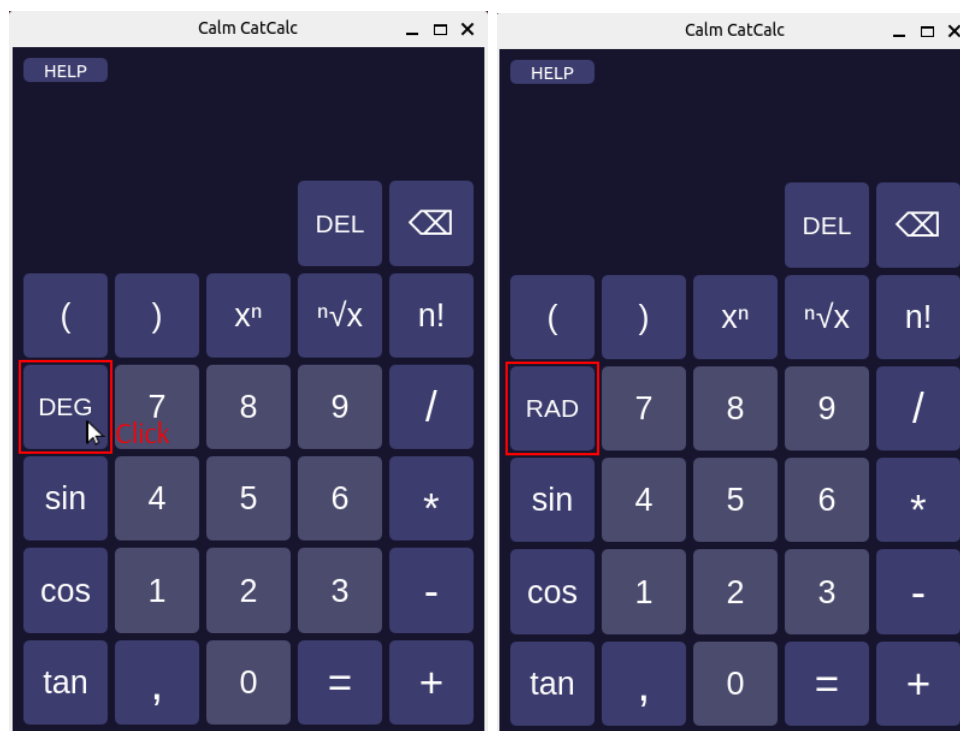 Calm CatCalc
HELP
DEL ⌫
( ) xⁿ ⁿ√x n!
DEG 7 8 9 /
Click
sin 4 5 6 *
cos 1 2 3 -
tan , 0 = +
Calm CatCalc
HELP
DEL ⌫
( ) xⁿ ⁿ√x n!
RAD 7 8 9 /
sin 4 5 6 *
cos 1 2 3 -
tan , 0 = +